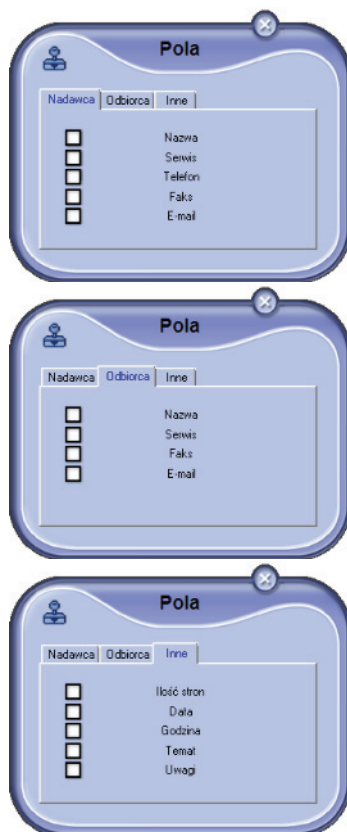 Pola
Nadawca Odbiorca Inne
Nazwa
Serwis
Telefon
Faks
E-mail
Pola
Nadawca Odbiorca Inne
Nazwa
Serwis
Faks
E-mail
Pola
Nadawca Odbiorca Inne
Ilość stron
Data
Godzina
Temat
Uwagi